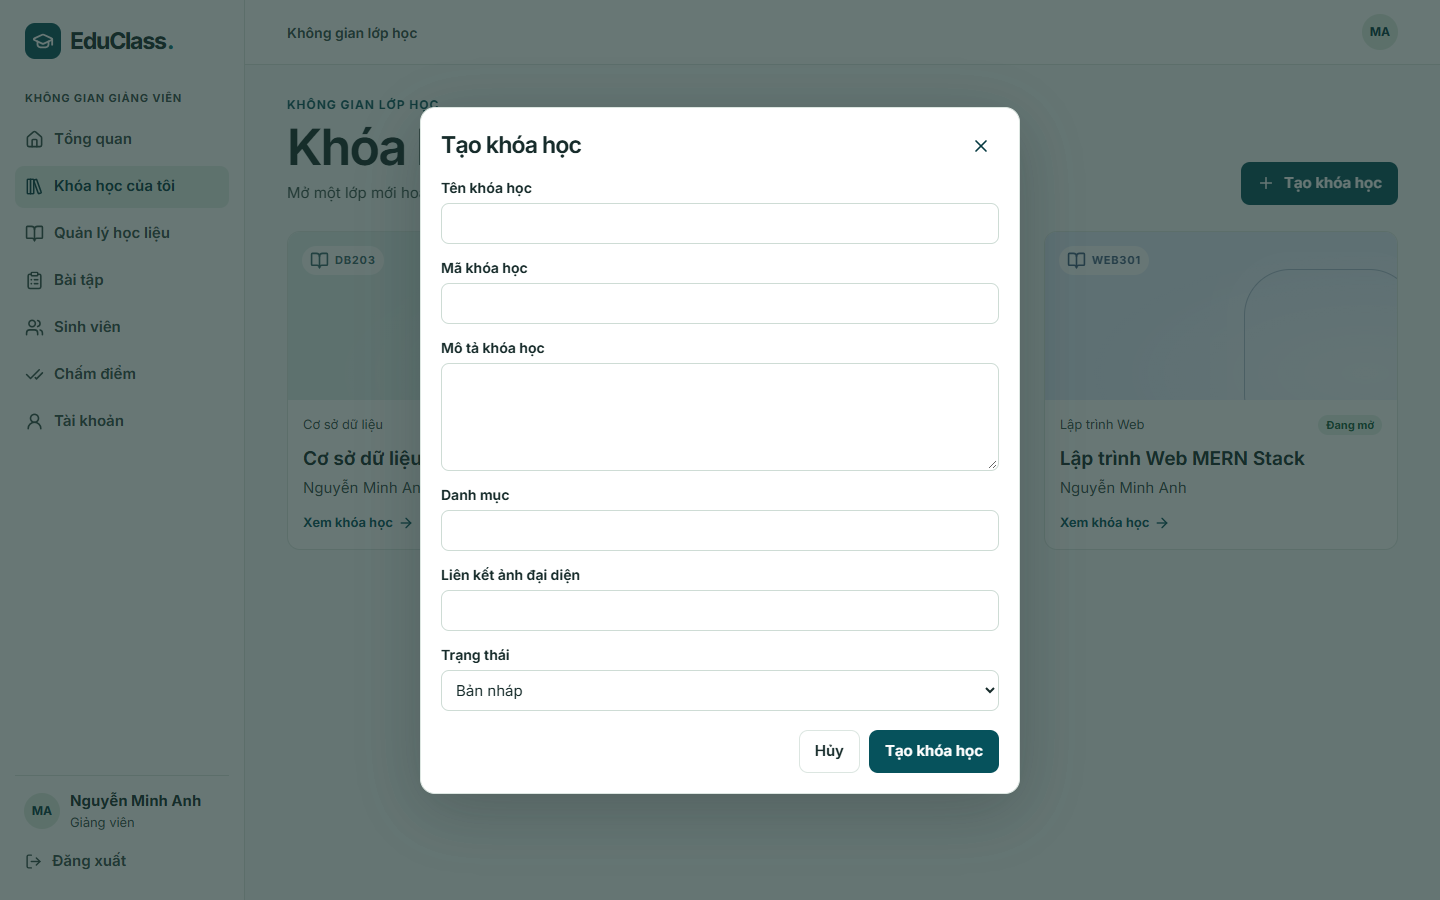 EduClass.
KHÔNG GIAN GIẢNG VIÊN
Tổng quan
Khóa học của tôi
Quản lý học liệu
Bài tập
Sinh viên
Chấm điểm
Tài khoản
MA
Nguyễn Minh Anh
Giảng viên
Đăng xuất
Không gian lớp học
MA
KHÔNG GIAN LỚP HỌC
Khóa
Mở một lớp mới
Tạo khóa học
DB203
Cơ sở dữ liệu
Cơ sở dữ liệu
Nguyễn Minh An
Xem khóa học
WEB301
Lập trình Web
Đang mở
Lập trình Web MERN Stack
Nguyễn Minh Anh
Xem khóa học
Tạo khóa học
Tên khóa học
Mã khóa học
Mô tả khóa học
Danh mục
Liên kết ảnh đại diện
Trạng thái
Bản nháp
Hủy
Tạo khóa học